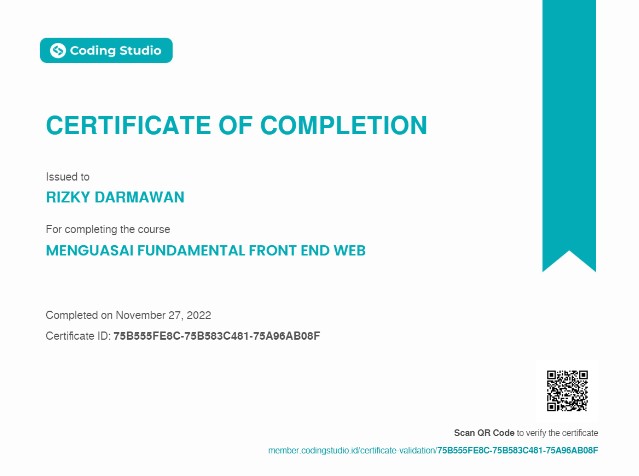 Coding Studio
CERTIFICATE OF COMPLETION
Issued to
RIZKY DARMAWAN
For completing the course
MENGUASAI FUNDAMENTAL FRONT END WEB
Completed on November 27, 2022
Certificate ID: 75B555FE8C-75B583C481-75A96AB08F
Scan QR Code to verify the certificate
member.codingstudio.id/certificate-validation/75B555FE8C-75B583C481-75A96AB08F